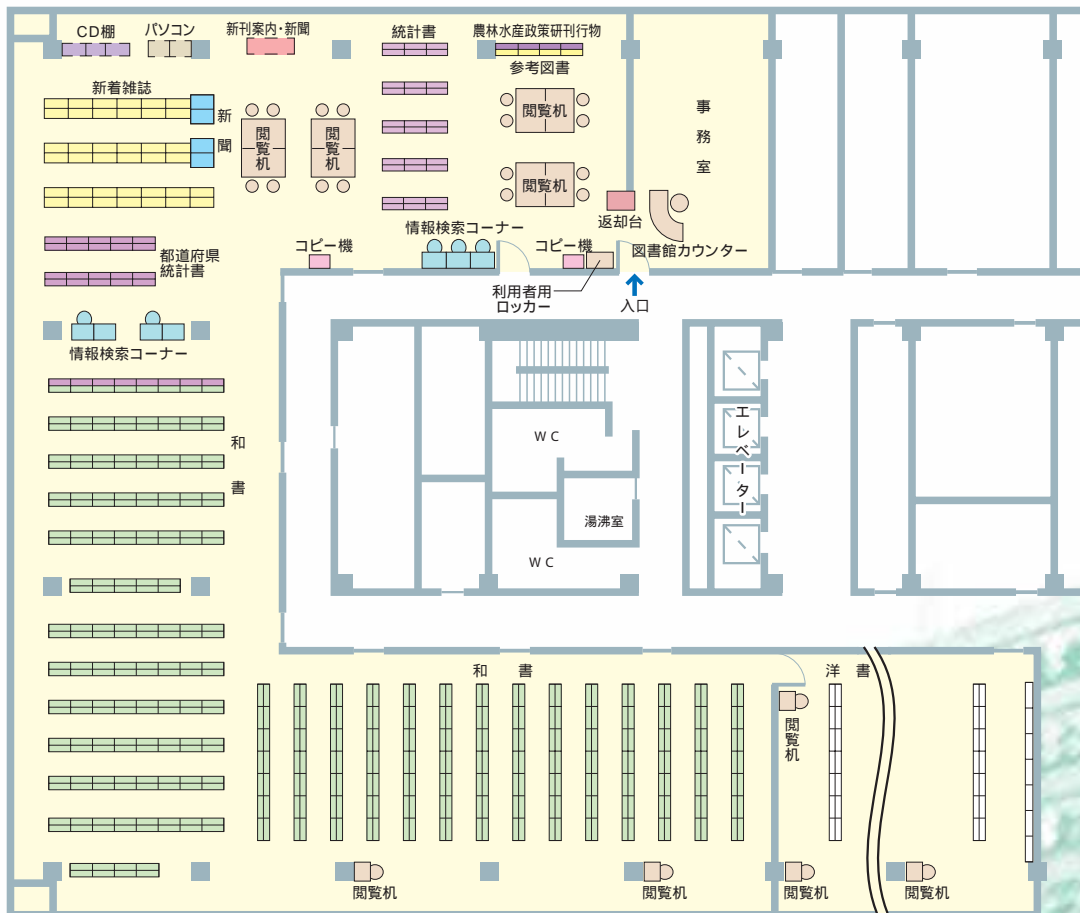 CD棚
パソコン
新刊案内・新聞
統計書
農林水産政策研刊行物
参考図書
新着雑誌
新聞
閲覧机
閲覧机
閲覧机
閲覧机
事務室
返却台
図書館カウンター
都道府県
統計書
コピー機
情報検索コーナー
コピー機
利用者用
ロッカー
入口
情報検索コーナー
和書
WC
エレベーター
湯沸室
WC
和書
洋書
閲覧机
閲覧机
閲覧机
閲覧机
閲覧机